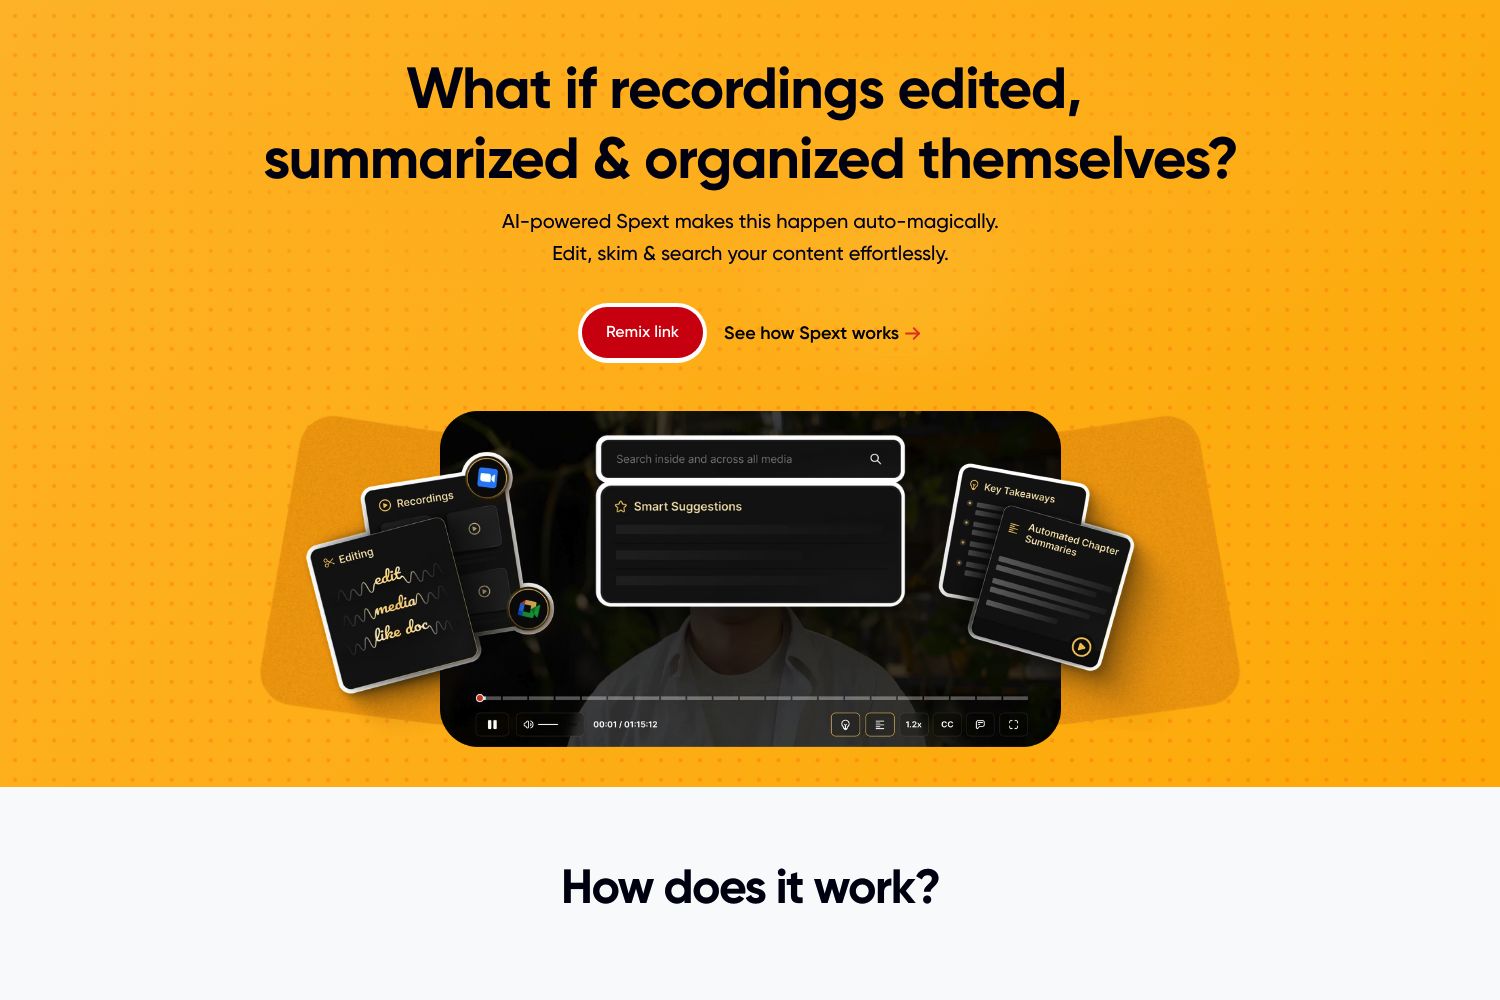 What if recordings edited,
summarized & organized themselves?
AI-powered Spext makes this happen auto-magically.
Edit, skim & search your content effortlessly.
Remix link
See how Spext works →
Search inside and across all media
Smart Suggestions
Recordings
Editing
edit
media
like doc
Key Takeaways
Automated Chapter
Summaries
00:01 / 01:15:12
1.2x
CC
How does it work?